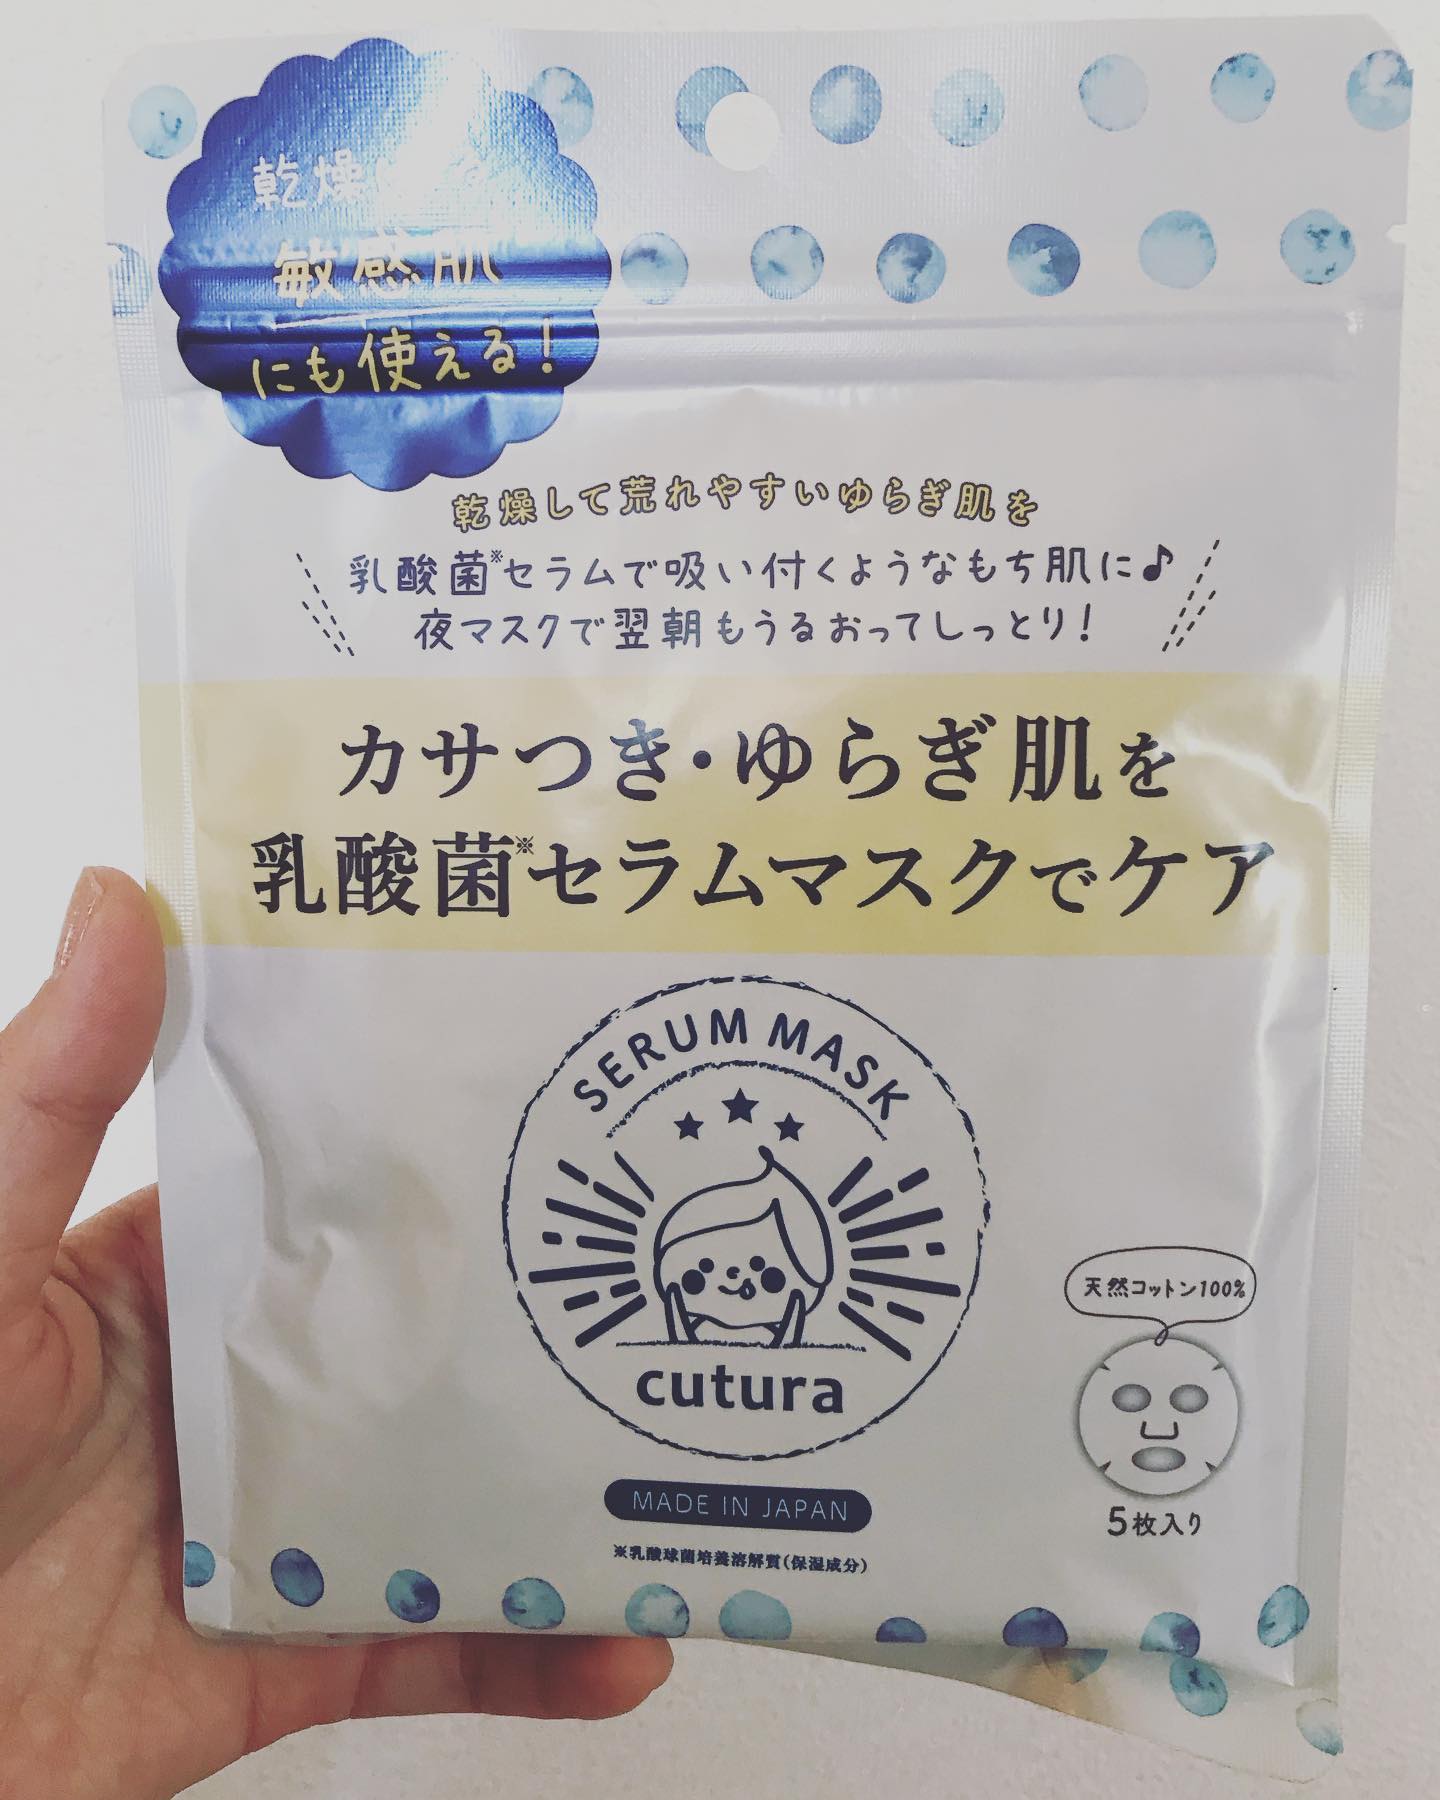 乾燥
敏感肌
にも使える!
乾燥して荒れやすいゆらぎ肌を
乳酸菌※セラムで吸い付くようなもち肌に♪
夜マスクで翌朝もうるおってしっとり!
カサつき・ゆらぎ肌を
乳酸菌※セラムマスクでケア
SERUM MASK
cutura
天然コットン100%
5枚入り
MADE IN JAPAN
※乳酸球菌培養溶解質(保湿成分)